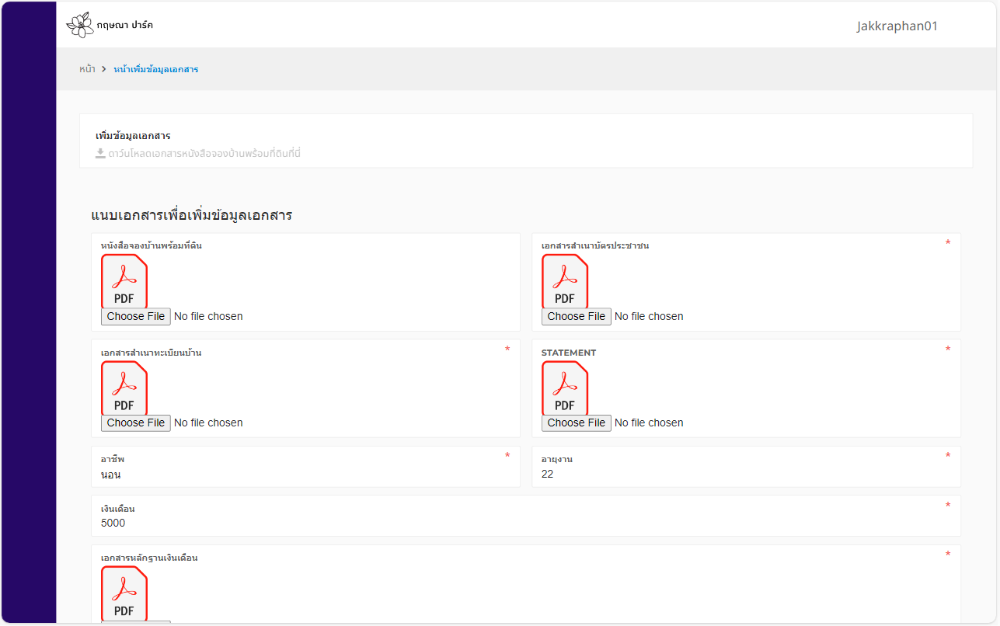 กฤษณา ปาร์ค
Jakkraphan01
หน้า > หน้าเพิ่มข้อมูลเอกสาร
เพิ่มข้อมูลเอกสาร
ดาว์นโหลดเอกสารหนังสือจองบ้านพร้อมที่ดินที่นี่
แนบเอกสารเพื่อเพิ่มข้อมูลเอกสาร
หนังสือจองบ้านพร้อมที่ดิน
PDF
Choose File No file chosen
เอกสารสำเนาบัตรประชาชน *
PDF
Choose File No file chosen
เอกสารสำเนาทะเบียนบ้าน *
PDF
Choose File No file chosen
STATEMENT *
PDF
Choose File No file chosen
อาชีพ *
นอน
อายุงาน *
22
เงินเดือน *
5000
เอกสารหลักฐานเงินเดือน *
PDF